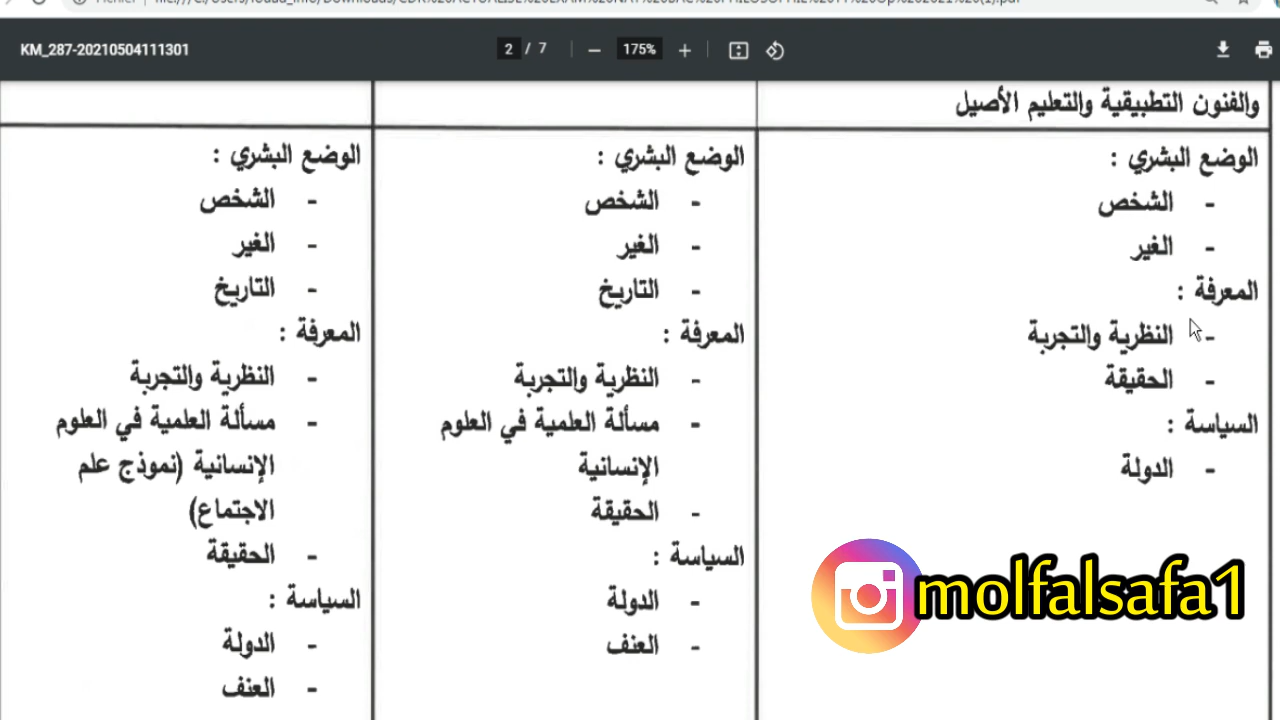 KM_287-20210504111301
2 / 7
175%
والفنون التطبيقية والتعليم الأصيل
الوضع البشري :
- الشخص
- الغير
المعرفة :
- النظرية والتجربة
- الحقيقة
السياسة :
- الدولة
الوضع البشري :
- الشخص
- الغير
- التاريخ
المعرفة :
- النظرية والتجربة
- مسألة العلمية في العلوم
الإنسانية
- الحقيقة
السياسة :
- الدولة
- العنف
الوضع البشري :
- الشخص
- الغير
- التاريخ
المعرفة :
- النظرية والتجربة
- مسألة العلمية في العلوم
الإنسانية (نموذج علم
الاجتماع)
- الحقيقة
السياسة :
- الدولة
- العنف
molfalsafa1